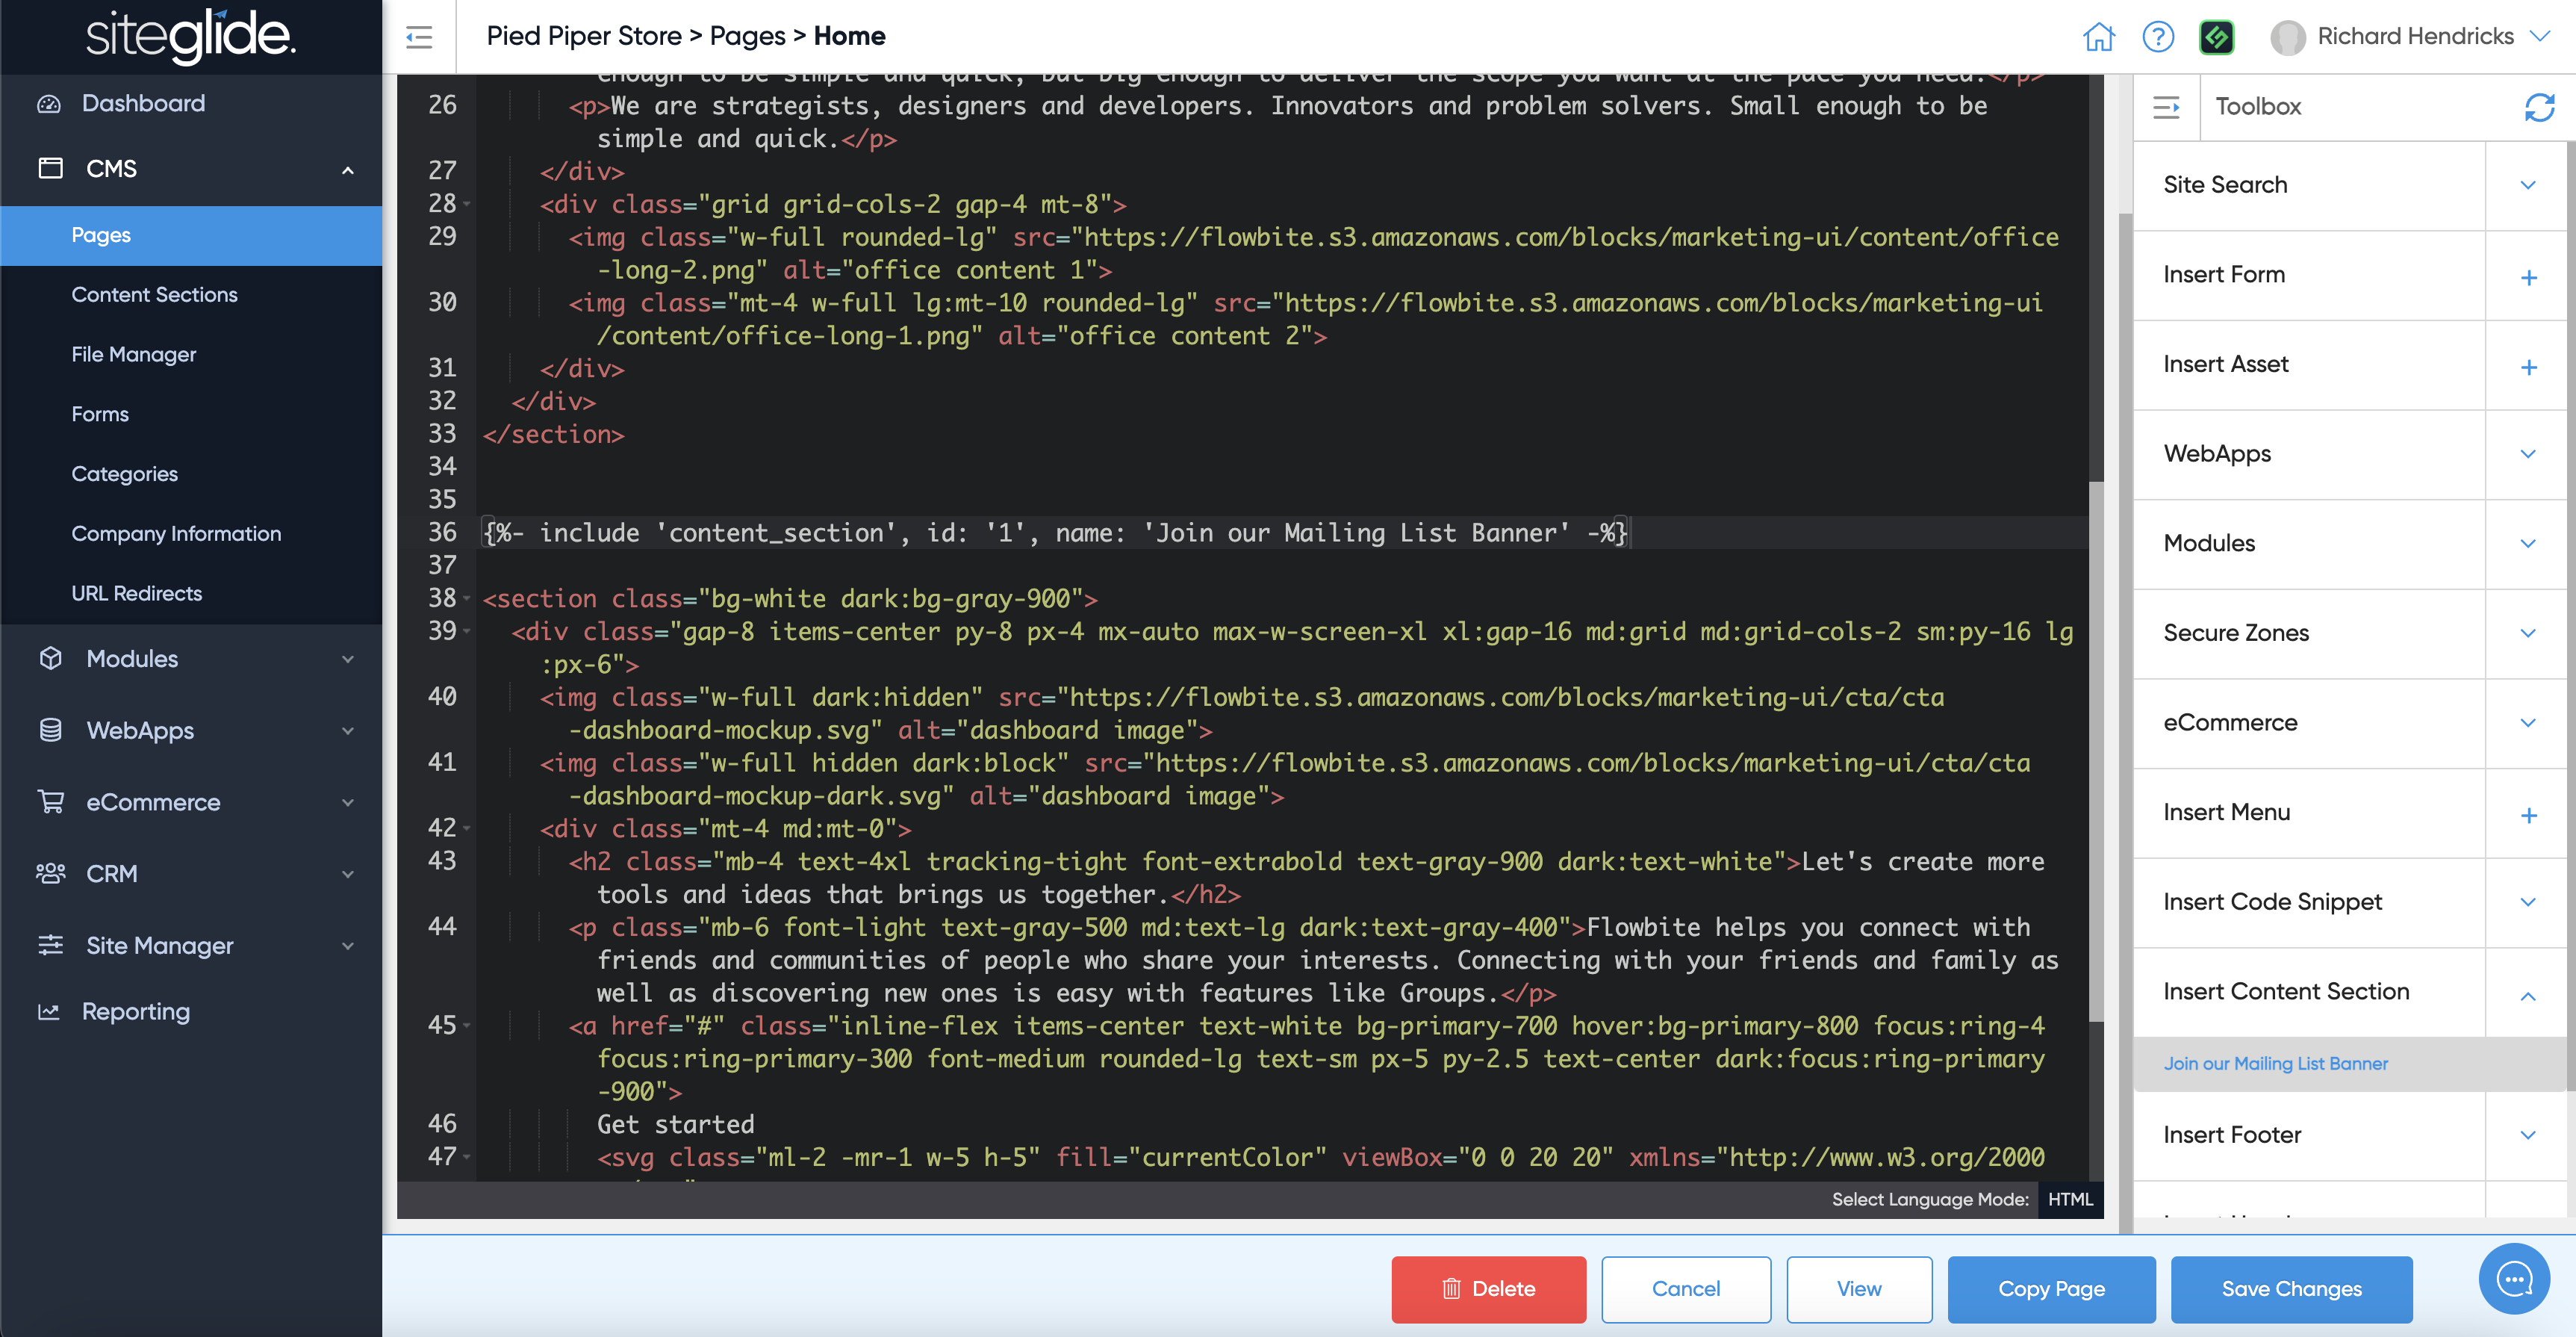 siteglide.
Dashboard
CMS
Pages
Content Sections
File Manager
Forms
Categories
Company Information
URL Redirects
Modules
WebApps
eCommerce
CRM
Site Manager
Reporting
Pied Piper Store > Pages > Home
Richard Hendricks
enough to be simple and quick, but big enough to deliver the scope you want at the pace you need.</p>
26 <p>We are strategists, designers and developers. Innovators and problem solvers. Small enough to be
simple and quick.</p>
27 </div>
28 <div class="grid grid-cols-2 gap-4 mt-8">
29 <img class="w-full rounded-lg" src="https://flowbite.s3.amazonaws.com/blocks/marketing-ui/content/office
-long-2.png" alt="office content 1">
30 <img class="mt-4 w-full lg:mt-10 rounded-lg" src="https://flowbite.s3.amazonaws.com/blocks/marketing-ui
/content/office-long-1.png" alt="office content 2">
31 </div>
32 </div>
33 </section>
34
35
36 {%- include 'content_section', id: '1', name: 'Join our Mailing List Banner' -%}
37
38 <section class="bg-white dark:bg-gray-900">
39 <div class="gap-8 items-center py-8 px-4 mx-auto max-w-screen-xl xl:gap-16 md:grid md:grid-cols-2 sm:py-16 lg
:px-6">
40 <img class="w-full dark:hidden" src="https://flowbite.s3.amazonaws.com/blocks/marketing-ui/cta/cta
-dashboard-mockup.svg" alt="dashboard image">
41 <img class="w-full hidden dark:block" src="https://flowbite.s3.amazonaws.com/blocks/marketing-ui/cta/cta
-dashboard-mockup-dark.svg" alt="dashboard image">
42 <div class="mt-4 md:mt-0">
43 <h2 class="mb-4 text-4xl tracking-tight font-extrabold text-gray-900 dark:text-white">Let's create more
tools and ideas that brings us together.</h2>
44 <p class="mb-6 font-light text-gray-500 md:text-lg dark:text-gray-400">Flowbite helps you connect with
friends and communities of people who share your interests. Connecting with your friends and family as
well as discovering new ones is easy with features like Groups.</p>
45 <a href="#" class="inline-flex items-center text-white bg-primary-700 hover:bg-primary-800 focus:ring-4
focus:ring-primary-300 font-medium rounded-lg text-sm px-5 py-2.5 text-center dark:focus:ring-primary
-900">
46 Get started
47 <svg class="ml-2 -mr-1 w-5 h-5" fill="currentColor" viewBox="0 0 20 20" xmlns="http://www.w3.org/2000
Select Language Mode: HTML
Toolbox
Site Search
Insert Form
Insert Asset
WebApps
Modules
Secure Zones
eCommerce
Insert Menu
Insert Code Snippet
Insert Content Section
Join our Mailing List Banner
Insert Footer
Delete
Cancel
View
Copy Page
Save Changes